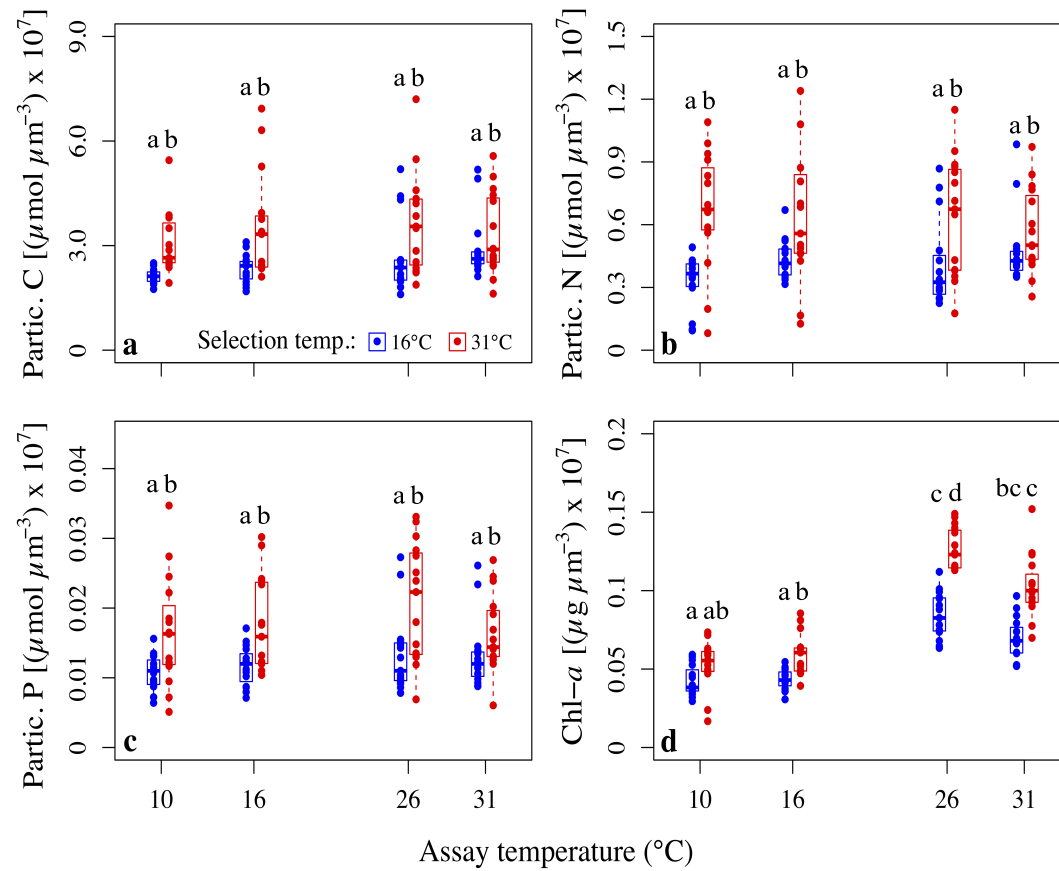 Partic. C [(µmol µm⁻³) x 10⁷]
9.0
6.0
3.0
0
a b
a b
a b
a b
a
Selection temp.: 16°C 31°C
Partic. N [(µmol µm⁻³) x 10⁷]
1.5
1.2
0.9
0.6
0.3
0
a b
a b
a b
a b
b
Partic. P [(µmol µm⁻³) x 10⁷]
0.04
0.03
0.02
0.01
0
a b
a b
a b
a b
c
10 16 26 31
Chl−a [(µg µm⁻³) x 10⁷]
0.2
0.15
0.1
0.05
0
a ab
a b
c d
bc c
d
10 16 26 31
Assay temperature (°C)